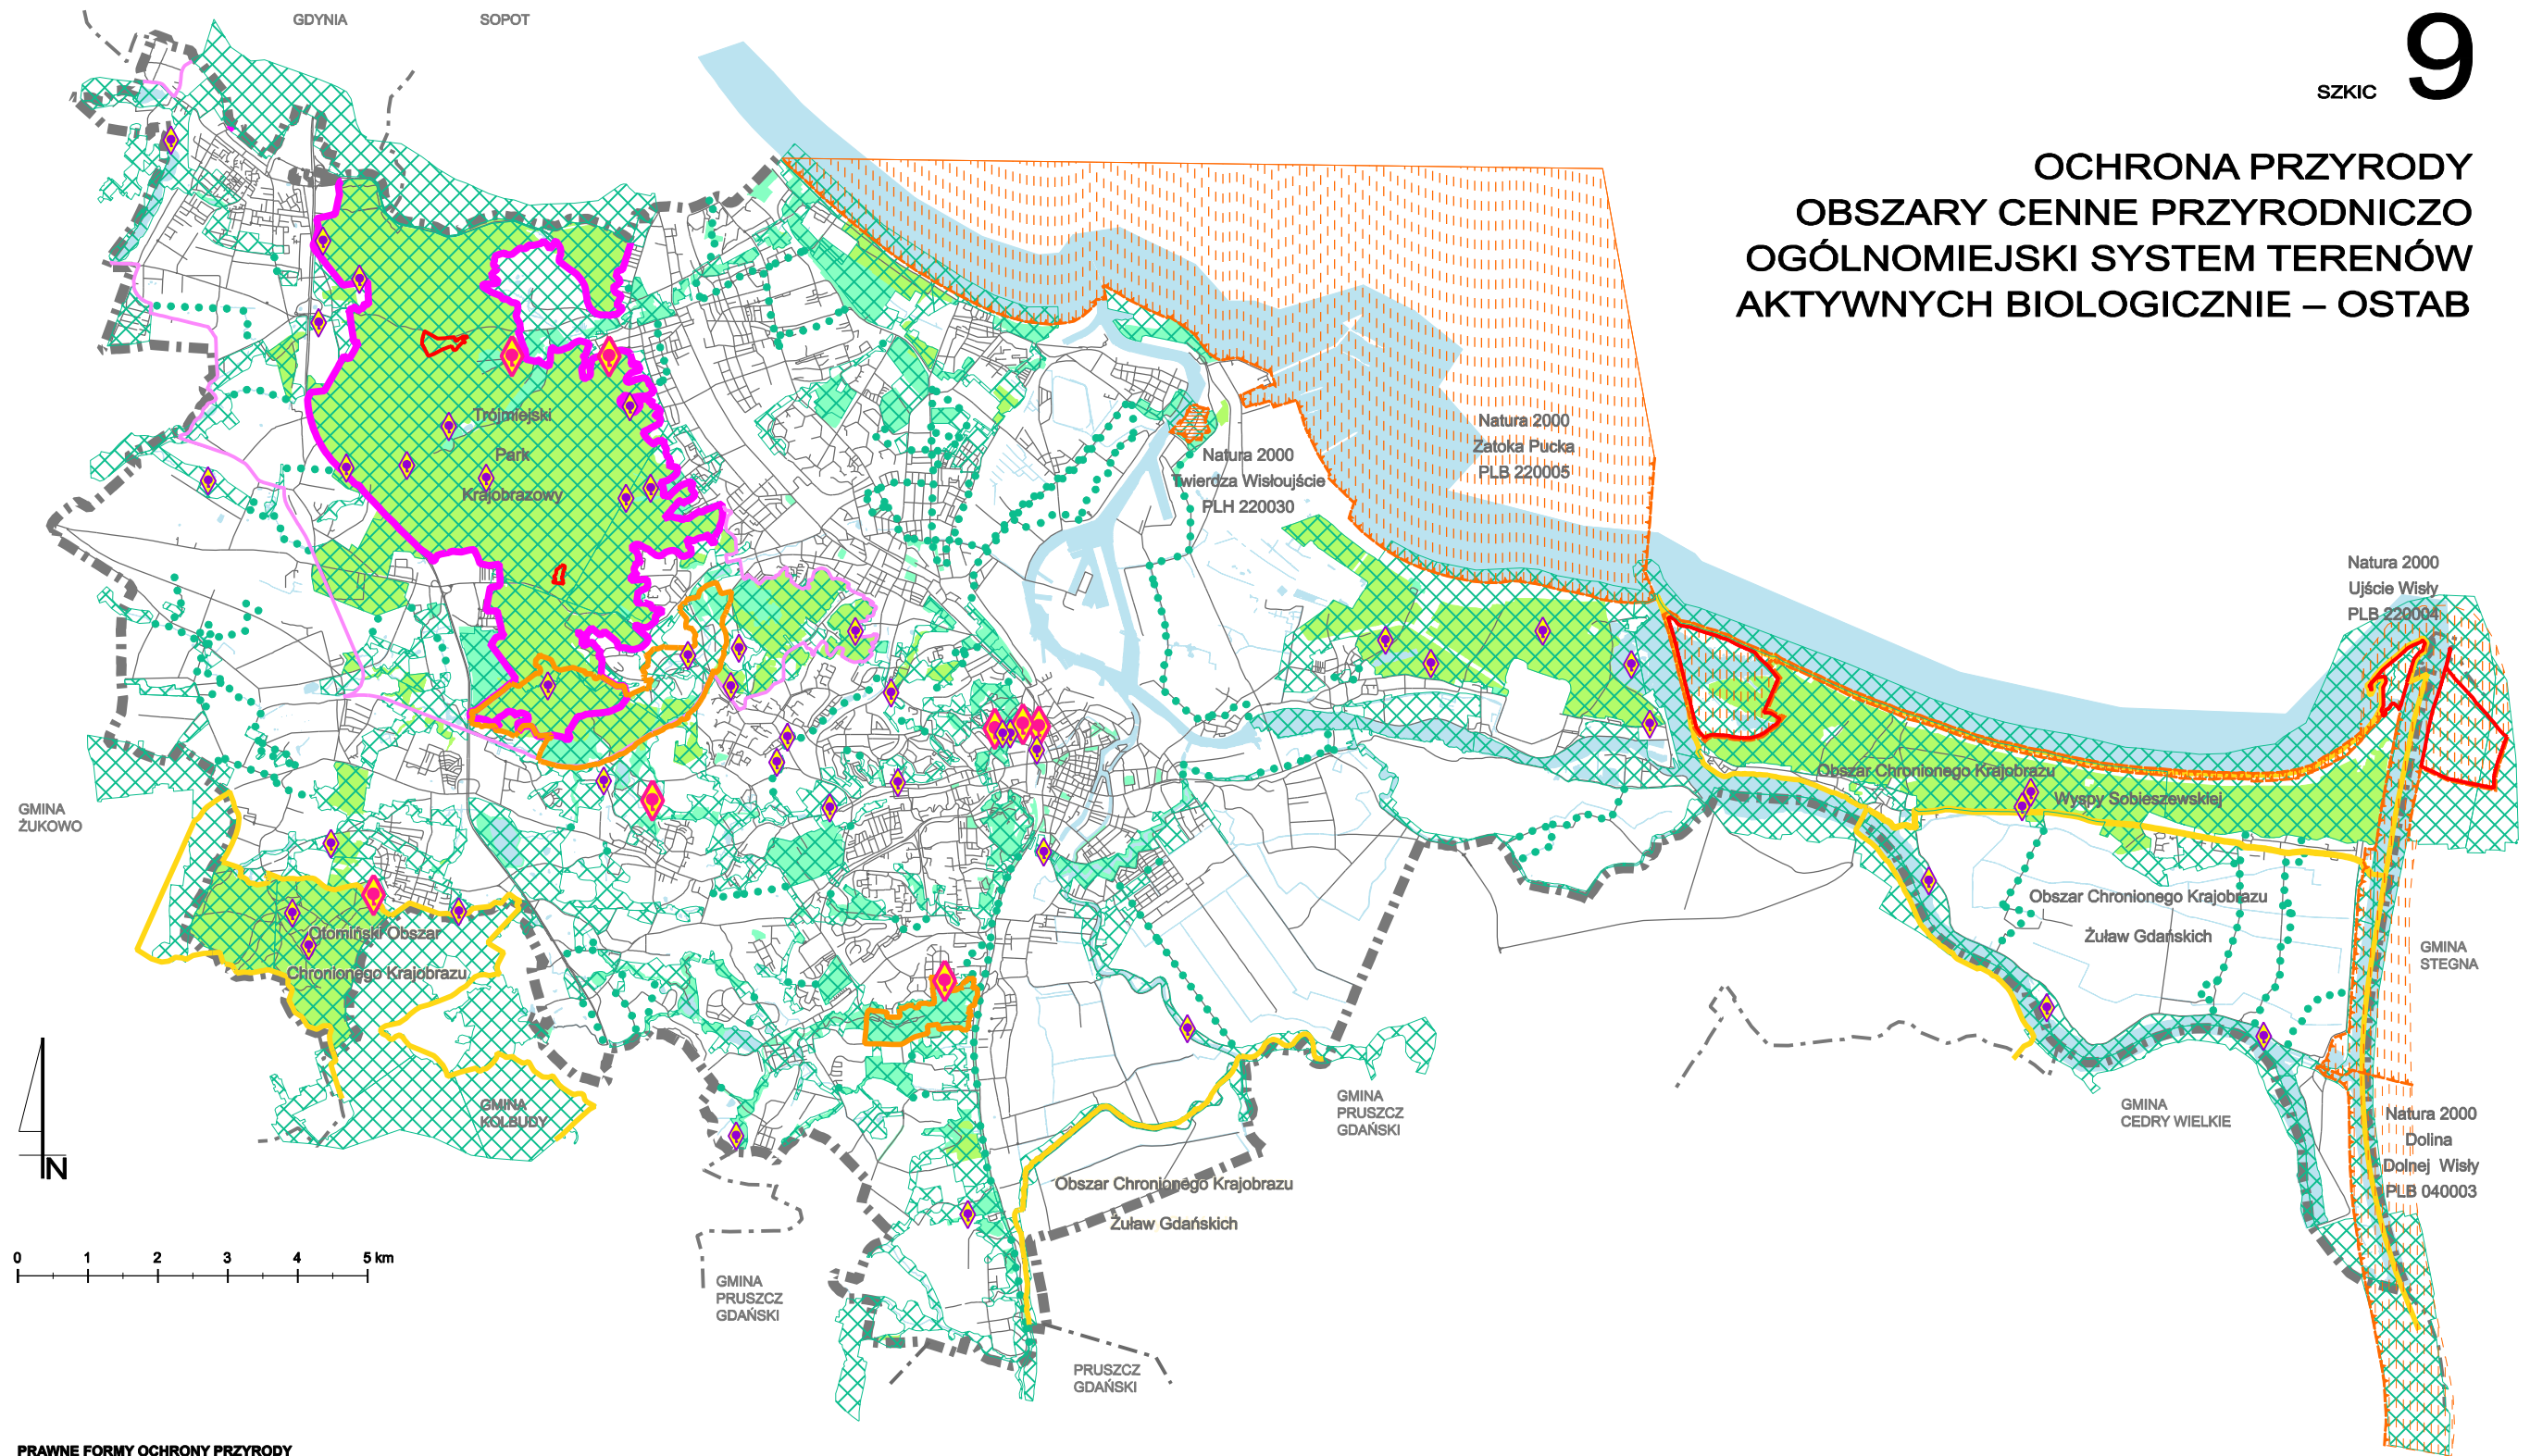 GDYNIA
SOPOT
SZKIC 9
OCHRONA PRZYRODY
OBSZARY CENNE PRZYRODNICZO
OGÓLNOMIEJSKI SYSTEM TERENÓW
AKTYWNYCH BIOLOGICZNIE – OSTAB
Trójmiejski
Park
Krajobrazowy
Natura 2000
Twierdza Wisłoujście
PLH 220030
Natura 2000
Zatoka Pucka
PLB 220005
Natura 2000
Ujście Wisły
PLB 220004
Obszar Chronionego Krajobrazu
Wyspy Sobieszewskiej
GMINA
ŻUKOWO
Otomiński Obszar
Chronionego Krajobrazu
Obszar Chronionego Krajobrazu
Żuław Gdańskich
GMINA
STEGNA
GMINA
KOLBUDY
GMINA
PRUSZCZ
GDAŃSKI
GMINA
CEDRY WIELKIE
Natura 2000
Dolina
Dolnej Wisły
PLB 040003
Obszar Chronionego Krajobrazu
Żuław Gdańskich
N
0 1 2 3 4 5 km
GMINA
PRUSZCZ
GDAŃSKI
PRUSZCZ
GDAŃSKI
PRAWNE FORMY OCHRONY PRZYRODY